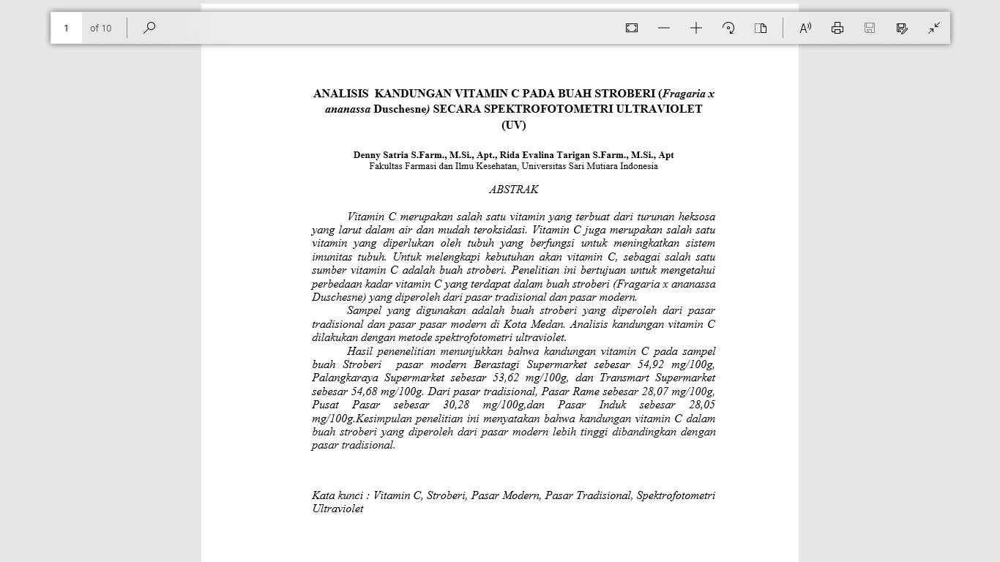 1 of 10
ANALISIS  KANDUNGAN VITAMIN C PADA BUAH STROBERI (Fragaria x
ananassa Duschesne) SECARA SPEKTROFOTOMETRI ULTRAVIOLET
(UV)
Denny Satria S.Farm., M.Si., Apt., Rida Evalina Tarigan S.Farm., M.Si., Apt
Fakultas Farmasi dan Ilmu Kesehatan, Universitas Sari Mutiara Indonesia
ABSTRAK
Vitamin C merupakan salah satu vitamin yang terbuat dari turunan heksosa
yang larut dalam air dan mudah teroksidasi. Vitamin C juga merupakan salah satu
vitamin yang diperlukan oleh tubuh yang berfungsi untuk meningkatkan sistem
imunitas tubuh. Untuk melengkapi kebutuhan akan vitamin C, sebagai salah satu
sumber vitamin C adalah buah stroberi. Penelitian ini bertujuan untuk mengetahui
perbedaan kadar vitamin C yang terdapat dalam buah stroberi (Fragaria x ananassa
Duschesne) yang diperoleh dari pasar tradisional dan pasar modern.
Sampel yang digunakan adalah buah stroberi yang diperoleh dari pasar
tradisional dan pasar pasar modern di Kota Medan. Analisis kandungan vitamin C
dilakukan dengan metode spektrofotometri ultraviolet.
Hasil penenelitian menunjukkan bahwa kandungan vitamin C pada sampel
buah Stroberi  pasar modern Berastagi Supermarket sebesar 54,92 mg/100g,
Palangkaraya Supermarket sebesar 53,62 mg/100g, dan Transmart Supermarket
sebesar 54,68 mg/100g. Dari pasar tradisional, Pasar Rame sebesar 28,07 mg/100g,
Pusat Pasar sebesar 30,28 mg/100g,dan Pasar Induk sebesar 28,05
mg/100g.Kesimpulan penelitian ini menyatakan bahwa kandungan vitamin C dalam
buah stroberi yang diperoleh dari pasar modern lebih tinggi dibandingkan dengan
pasar tradisional.
Kata kunci : Vitamin C, Stroberi, Pasar Modern, Pasar Tradisional, Spektrofotometri
Ultraviolet